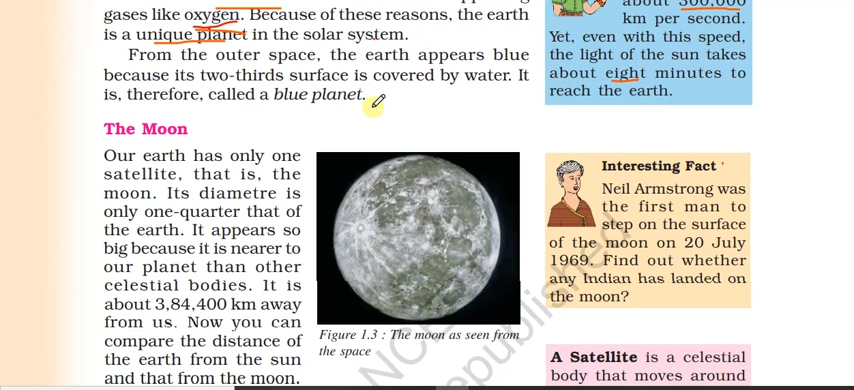 gases like oxygen. Because of these reasons, the earth
is a unique planet in the solar system.
From the outer space, the earth appears blue
because its two-thirds surface is covered by water. It
is, therefore, called a blue planet.
The Moon
Our earth has only one
satellite, that is, the
moon. Its diametre is
only one-quarter that of
the earth. It appears so
big because it is nearer to
our planet than other
celestial bodies. It is
about 3,84,400 km away
from us. Now you can
compare the distance of
the earth from the sun
and that from the moon.
Figure 1.3 : The moon as seen from
the space
about 300,000
km per second.
Yet, even with this speed,
the light of the sun takes
about eight minutes to
reach the earth.
Interesting Fact
Neil Armstrong was
the first man to
step on the surface
of the moon on 20 July
1969. Find out whether
any Indian has landed on
the moon?
A Satellite is a celestial
body that moves around